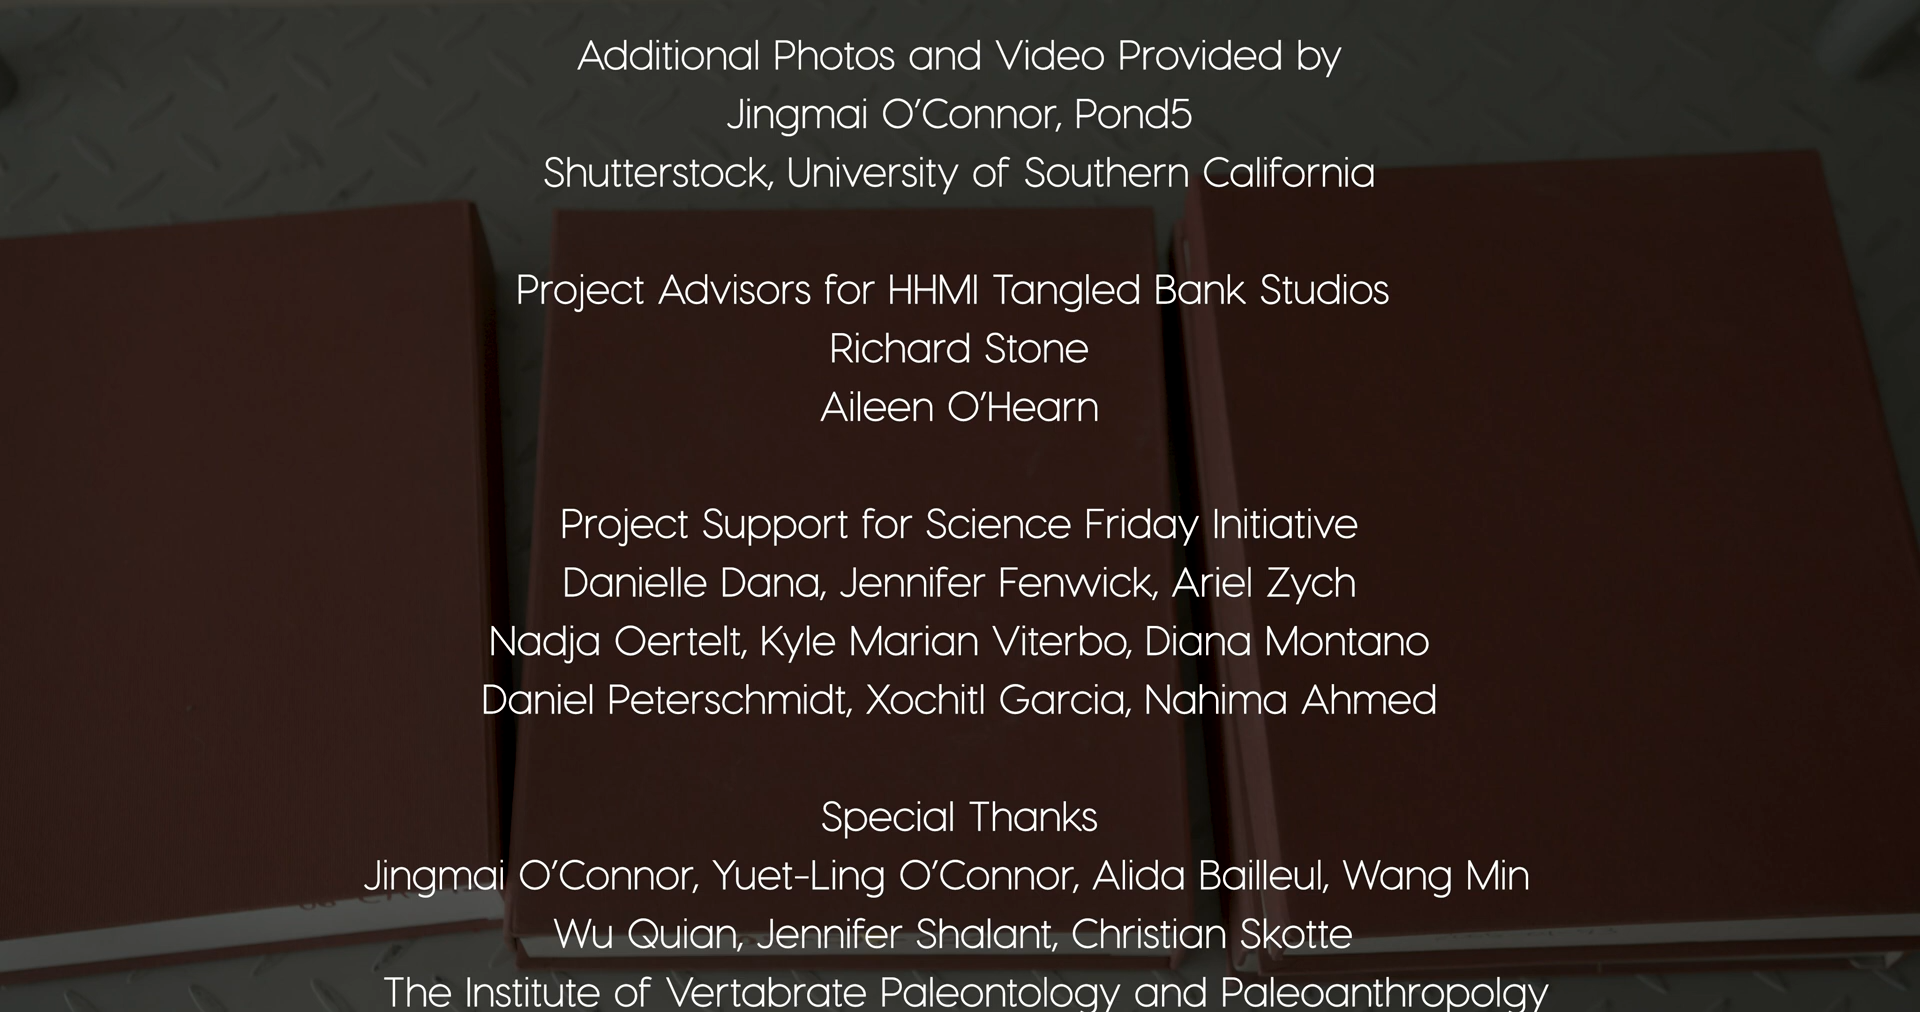 Additional Photos and Video Provided by
Jingmai O'Connor, Pond5
Shutterstock, University of Southern California
Project Advisors for HHMI Tangled Bank Studios
Richard Stone
Aileen O'Hearn
Project Support for Science Friday Initiative
Danielle Dana, Jennifer Fenwick, Ariel Zych
Nadja Oertelt, Kyle Marian Viterbo, Diana Montano
Daniel Peterschmidt, Xochitl Garcia, Nahima Ahmed
Special Thanks
Jingmai O'Connor, Yuet-Ling O'Connor, Alida Bailleul, Wang Min
Wu Quian, Jennifer Shalant, Christian Skotte
The Institute of Vertabrate Paleontology and Paleoanthropolgy